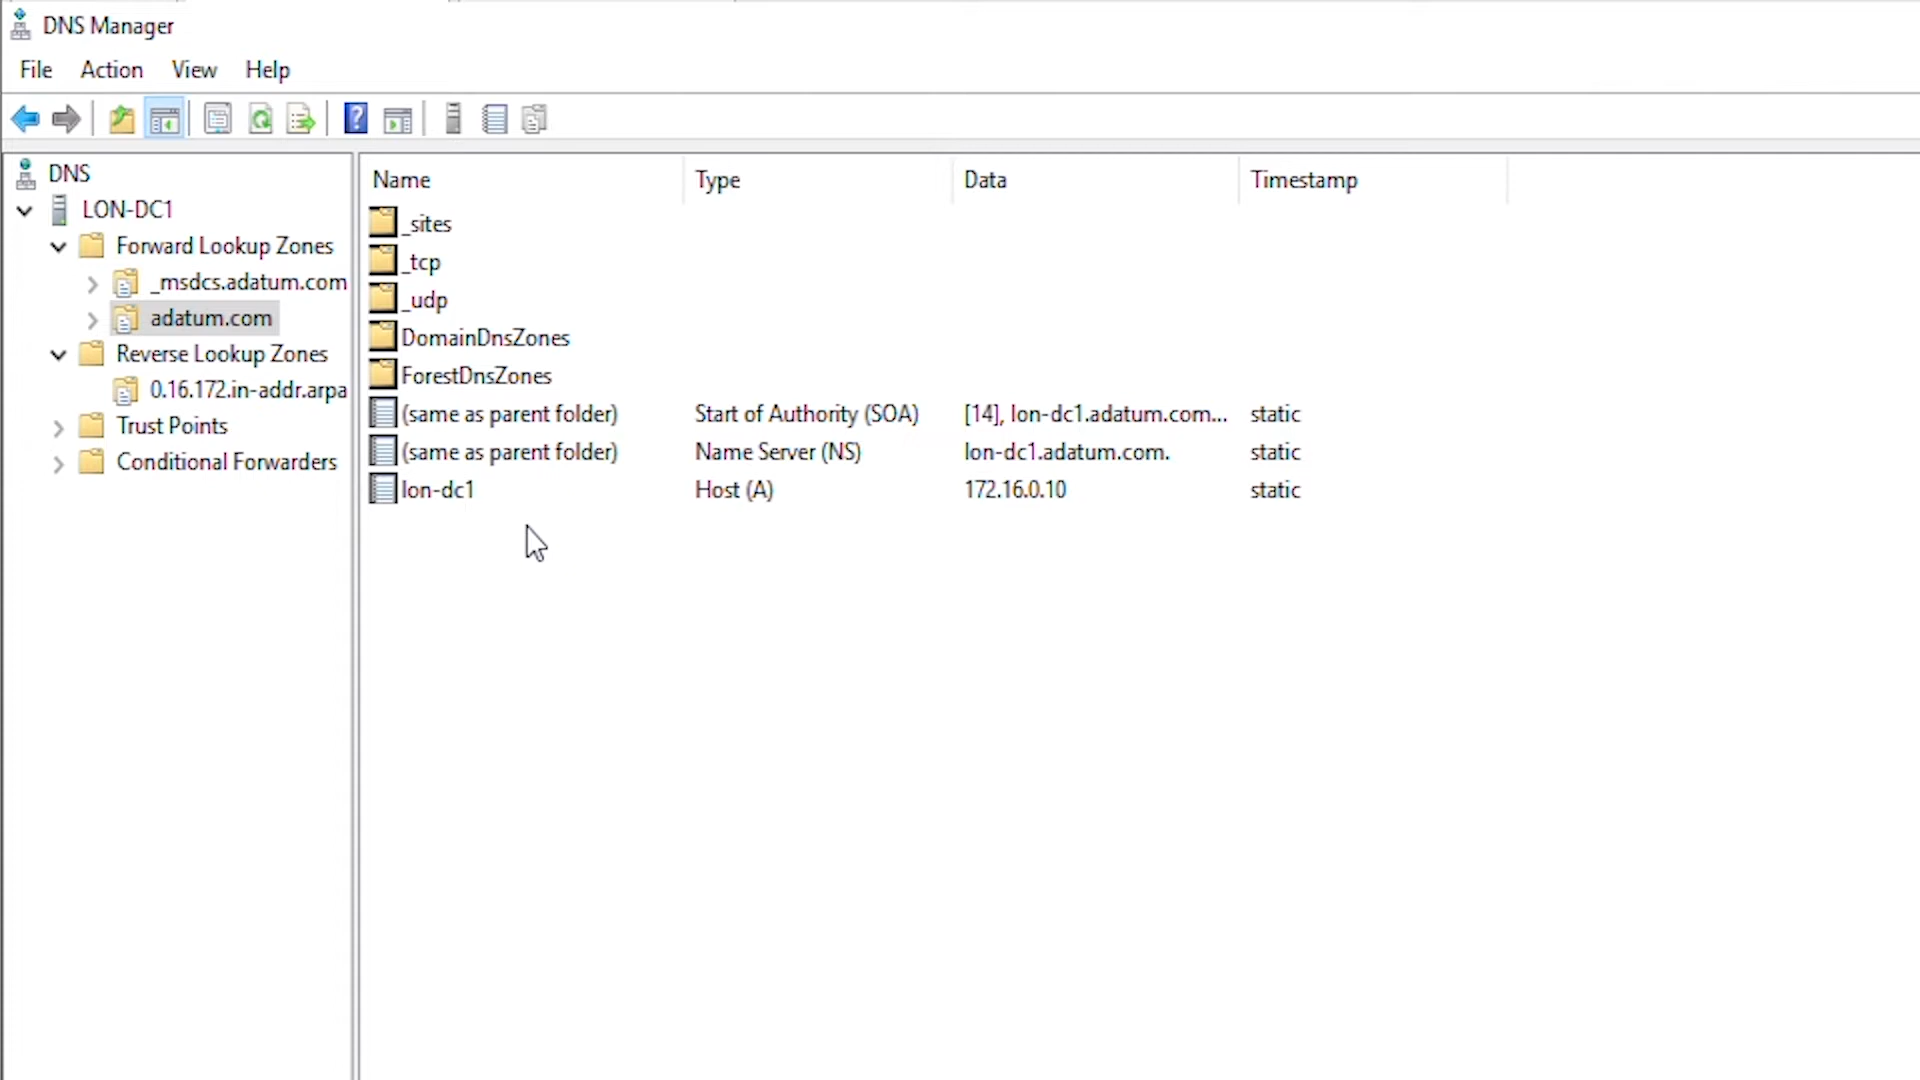 DNS Manager
File Action View Help
DNS
LON-DC1
Forward Lookup Zones
_msdcs.adatum.com
adatum.com
Reverse Lookup Zones
0.16.172.in-addr.arpa
Trust Points
Conditional Forwarders
Name Type Data Timestamp
_sites
_tcp
_udp
DomainDnsZones
ForestDnsZones
(same as parent folder) Start of Authority (SOA) [14], lon-dc1.adatum.com... static
(same as parent folder) Name Server (NS) lon-dc1.adatum.com. static
lon-dc1 Host (A) 172.16.0.10 static